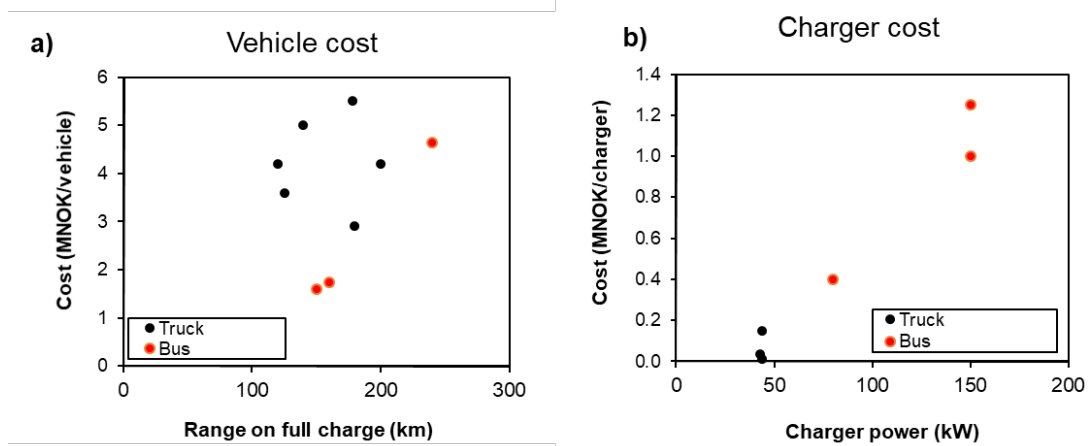 a)
Vehicle cost
Cost (MNOK/vehicle)
6
5
4
3
2
1
0
Truck
Bus
0 100 200 300
Range on full charge (km)
b)
Charger cost
Cost (MNOK/charger)
1.4
1.2
1.0
0.8
0.6
0.4
0.2
0.0
Truck
Bus
0 50 100 150 200
Charger power (kW)